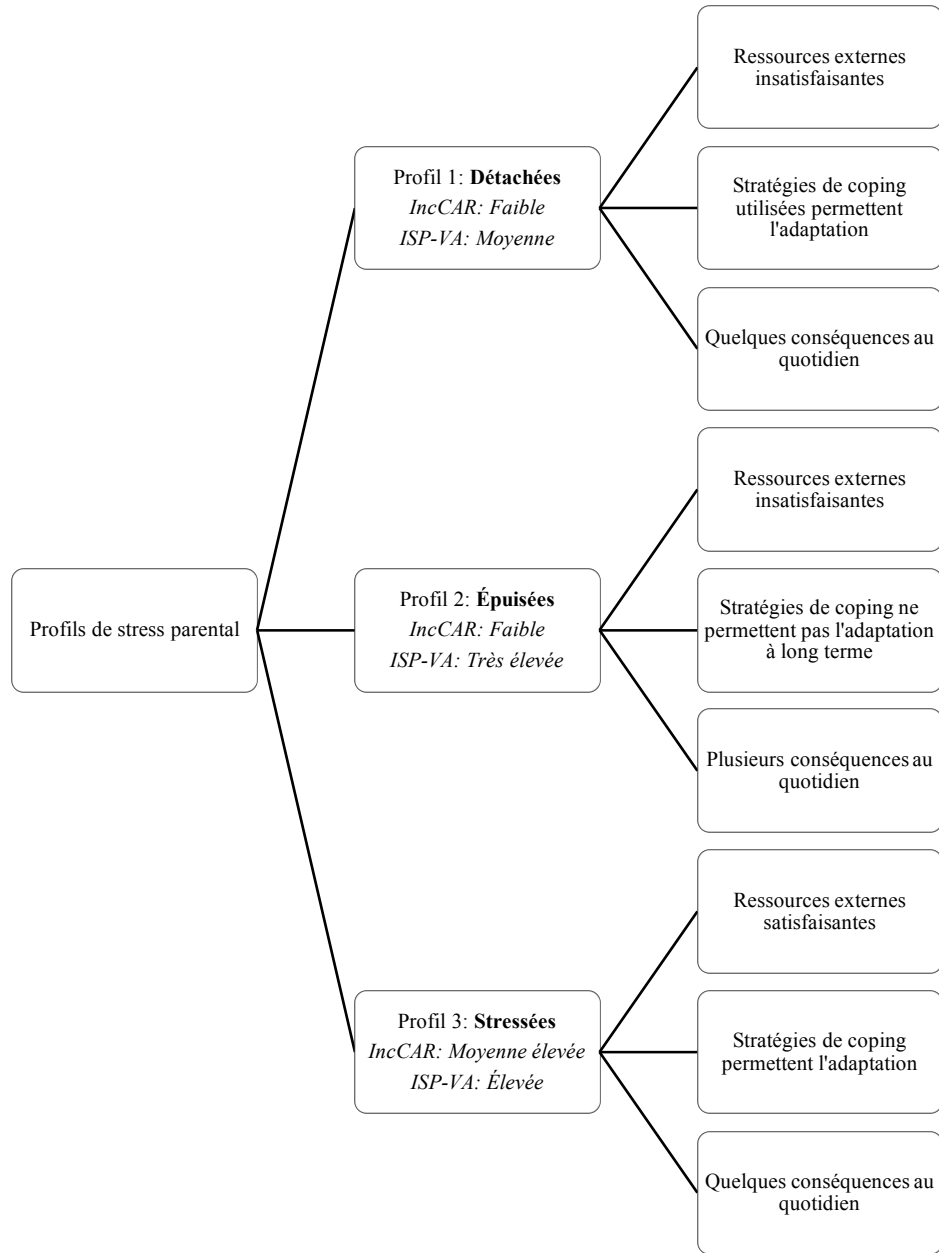 Profils de stress parental
Profil 1: Détachées
IncCAR: Faible
ISP-VA: Moyenne
Ressources externes
insatisfaisantes
Stratégies de coping
utilisées permettent
l'adaptation
Quelques conséquences au
quotidien
Profil 2: Épuisées
IncCAR: Faible
ISP-VA: Très élevée
Ressources externes
insatisfaisantes
Stratégies de coping ne
permettent pas l'adaptation
à long terme
Plusieurs conséquences au
quotidien
Profil 3: Stressées
IncCAR: Moyenne élevée
ISP-VA: Élevée
Ressources externes
satisfaisantes
Stratégies de coping
permettent l'adaptation
Quelques conséquences au
quotidien